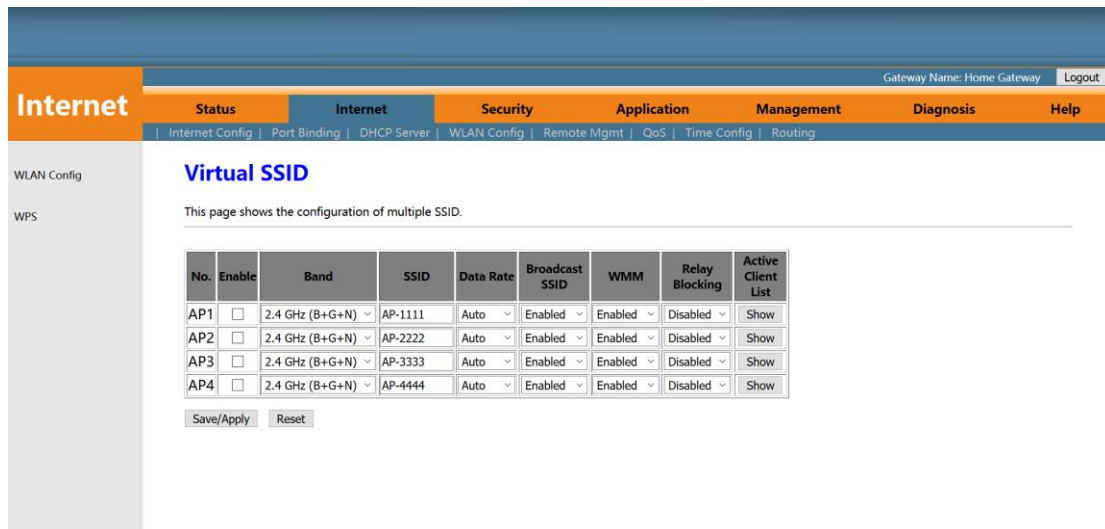 Gateway Name: Home Gateway Logout
Internet
Status Internet Security Application Management Diagnosis Help
| Internet Config | Port Binding | DHCP Server | WLAN Config | Remote Mgmt | QoS | Time Config | Routing
WLAN Config
WPS
Virtual SSID
This page shows the configuration of multiple SSID.
No. Enable Band SSID Data Rate Broadcast SSID WMM Relay Blocking Active Client List
AP1 2.4 GHz (B+G+N) AP-1111 Auto Enabled Enabled Disabled Show
AP2 2.4 GHz (B+G+N) AP-2222 Auto Enabled Enabled Disabled Show
AP3 2.4 GHz (B+G+N) AP-3333 Auto Enabled Enabled Disabled Show
AP4 2.4 GHz (B+G+N) AP-4444 Auto Enabled Enabled Disabled Show
Save/Apply Reset